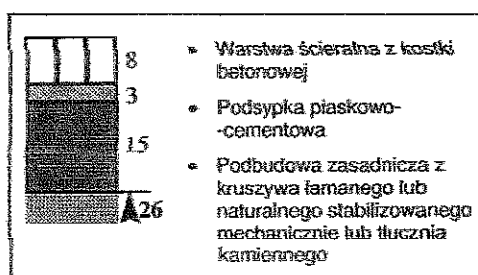 8
3
15
26
• Warstwa ścieralna z kostki
betonowej
• Podsypka piaskowo-
-cementowa
• Podbudowa zasadnicza z
kruszywa łamanego lub
naturalnego stabilizowanego
mechanicznie lub tłucznia
kamiennego